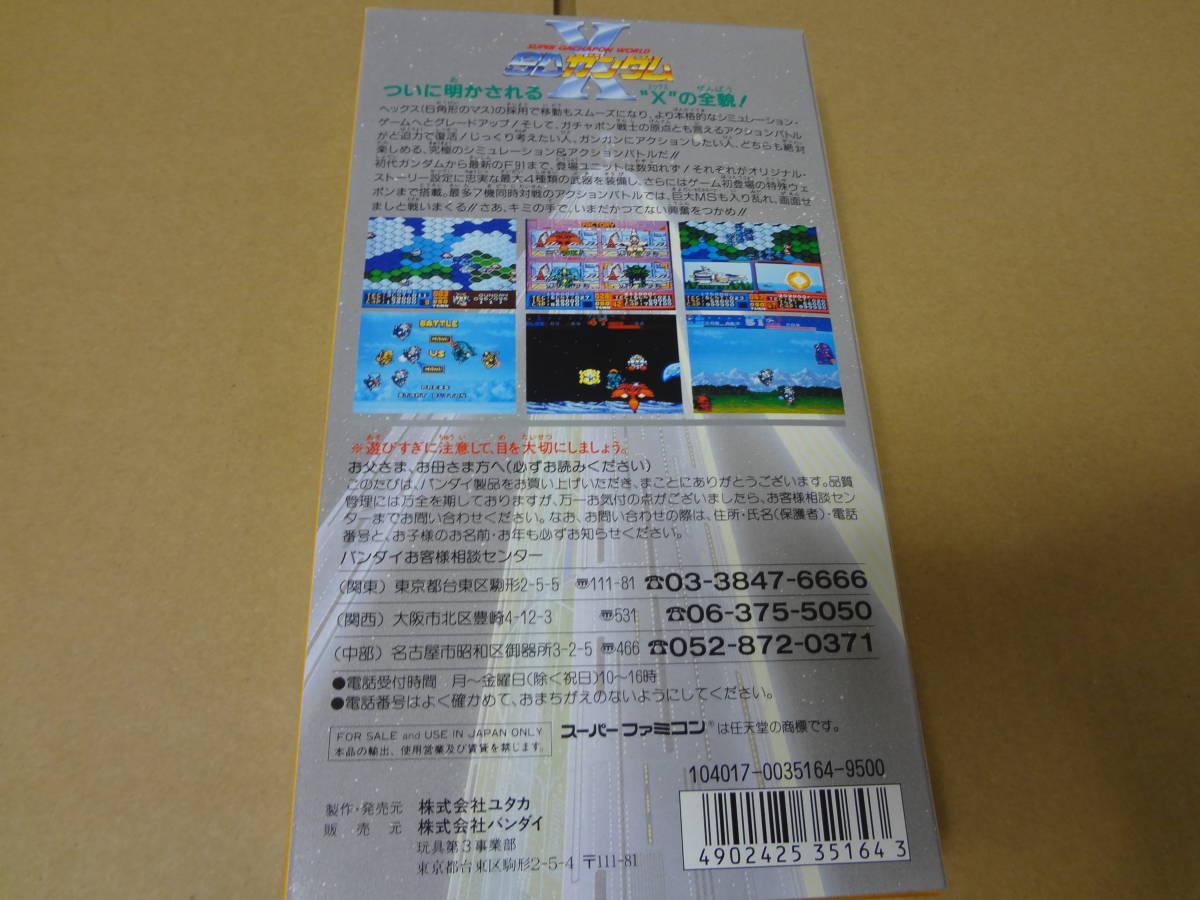 SUPER GACHAPON WORLD
SDガンダムX
ついに明かされる"X"の全貌!
ヘックス(6角形のマス)の採用で移動もスムーズになり、より本格的なシミュレーション・
ゲームへとグレードアップ!そして、ガチャポン戦士の原点とも言えるアクションバトル
がど迫力で復活!じっくり考えたい人、ガンガンにアクションしたい人、どちらも絶対
楽しめる、究極のシミュレーション&アクションバトルだ!!
初代ガンダムから最新のF91まで、登場ユニットは数知れず!それぞれがオリジナル・
ストーリー設定に忠実な最大4種類の武器を装備し、さらにはゲーム初登場の特殊ウェ
ポンまで搭載。最多7機同時対戦のアクションバトルでは、巨大MSも入り乱れ、画面せ
ましと戦いまくる!!さあ、キミの手で、いまだかつてない興奮をつかめ!!
FACTORY
GUNDAM
BATTLE
VS
PRESS
START BUTTON
※遊びすぎに注意して、目を大切にしましょう。
お父さま、お母さま方へ(必ずお読みください)
このたびは、バンダイ製品をお買い上げいただき、まことにありがとうございます。品質
管理には万全を期しておりますが、万一お気付の点がございましたら、お客様相談セン
ターまでお問い合わせください。なお、お問い合わせの際は、住所・氏名(保護者)・電話
番号と、お子様のお名前・お年も必ずお知らせください。
バンダイお客様相談センター
(関東) 東京都台東区駒形2-5-5 〒111-81 ☎03-3847-6666
(関西) 大阪市北区豊崎4-12-3 〒531 ☎06-375-5050
(中部) 名古屋市昭和区御器所3-2-5 〒466 ☎052-872-0371
●電話受付時間 月〜金曜日(除く祝日)10〜16時
●電話番号はよく確かめて、おまちがえのないようにしてください。
FOR SALE and USE IN JAPAN ONLY
本品の輸出、使用営業及び賃貸を禁じます。
スーパーファミコン®は任天堂の商標です。
104017-0035164-9500
製作・発売元 株式会社ユタカ
販売元 株式会社バンダイ
玩具第3事業部
東京都台東区駒形2-5-4 〒111-81
4902425351643